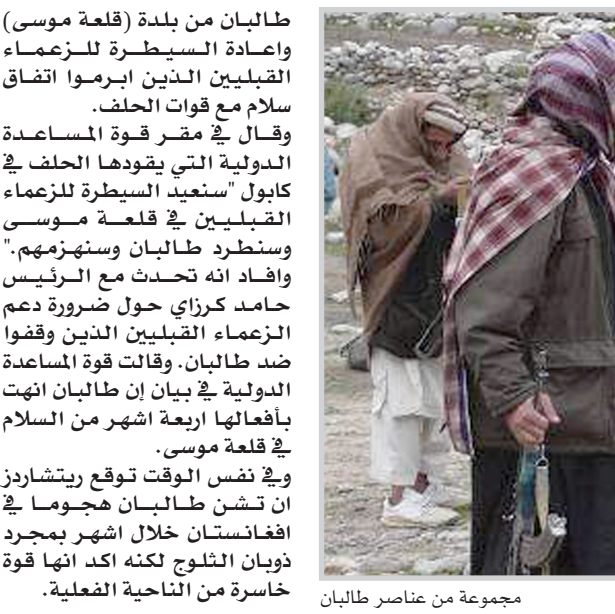 طالبان من بلدة (قلعة موسى)
واعادة السيطرة للزعماء
القبليين الذين ابرموا اتفاق
سلام مع قوات الحلف.
وقال في مقر قوة المساعدة
الدولية التي يقودها الحلف في
كابول "سنعيد السيطرة للزعماء
القبليين في قلعة موسى
وسنطرد طالبان وسنهزمهم."
وافاد انه تحدث مع الرئيس
حامد كرزاي حول ضرورة دعم
الزعماء القبليين الذين وقفوا
ضد طالبان. وقالت قوة المساعدة
الدولية في بيان إن طالبان انهت
بأفعالها اربعة اشهر من السلام
في قلعة موسى.
وفي نفس الوقت توقع ريتشاردز
ان تشن طالبان هجوما في
افغانستان خلال اشهر بمجرد
ذوبان الثلوج لكنه اكد انها قوة
خاسرة من الناحية الفعلية.
مجموعة من عناصر طالبان